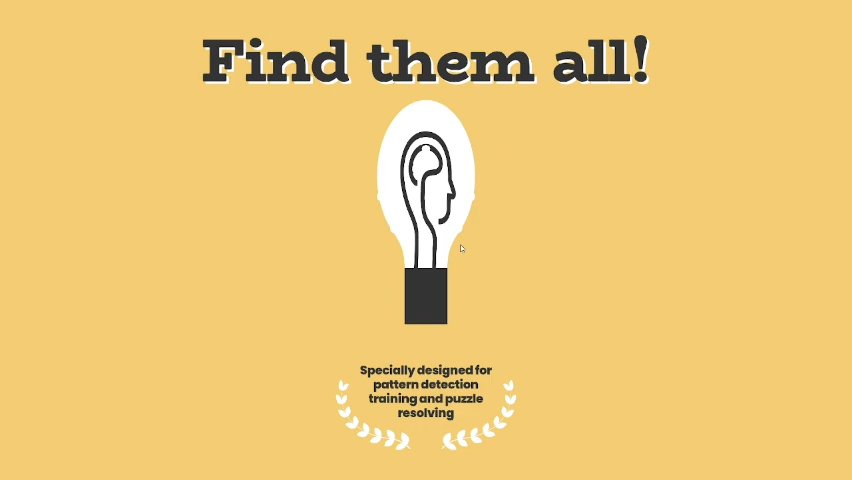 Find them all!
Specially designed for
pattern detection
training and puzzle
resolving